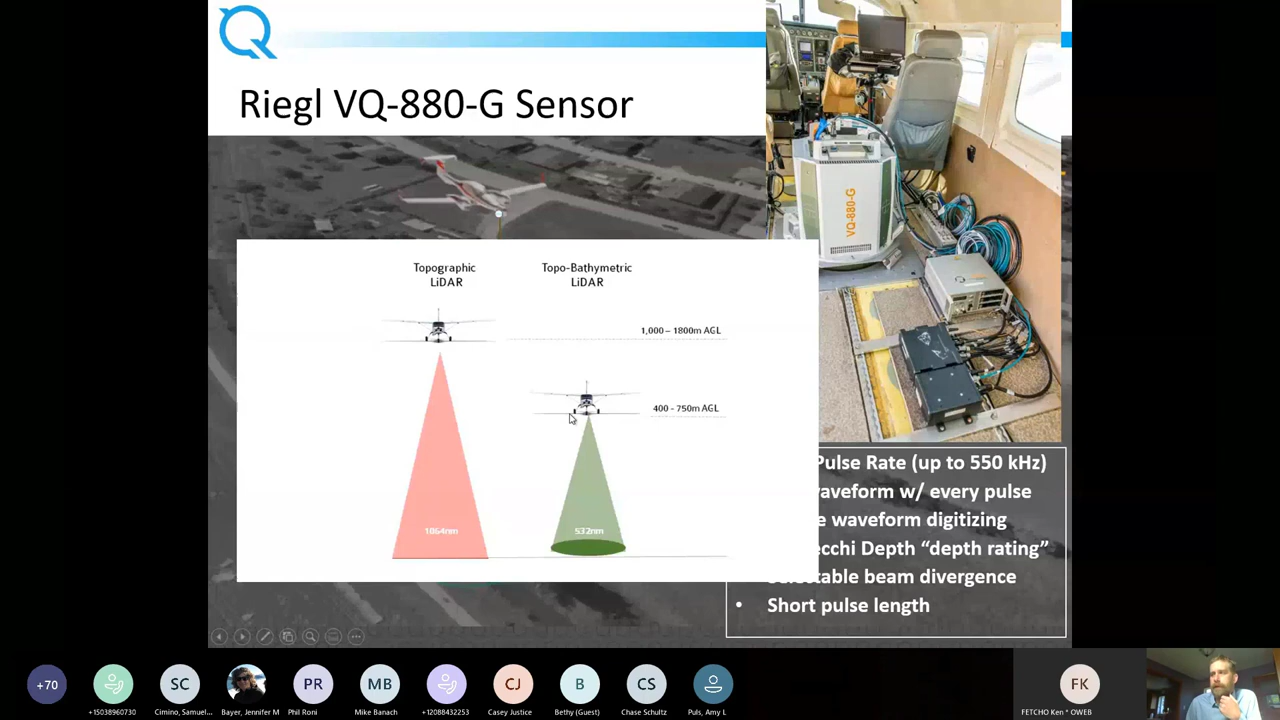 Riegl VQ-880-G Sensor
VQ-880-G
Topographic
LiDAR
Topo-Bathymetric
LiDAR
1,000 – 1800m AGL
400 - 750m AGL
1064nm
532nm
Pulse Rate (up to 550 kHz)
w/ every pulse
waveform digitizing
Depth “depth rating”
beam divergence
• Short pulse length
+70
+15038960730
SC
Cimino, Samuel...
Bayer, Jennifer M
PR
Phil Roni
MB
Mike Banach
+12088432253
CJ
Casey Justice
B
Bethy (Guest)
CS
Chase Schultz
Puls, Amy L
FK
FETCHO Ken * OWEB